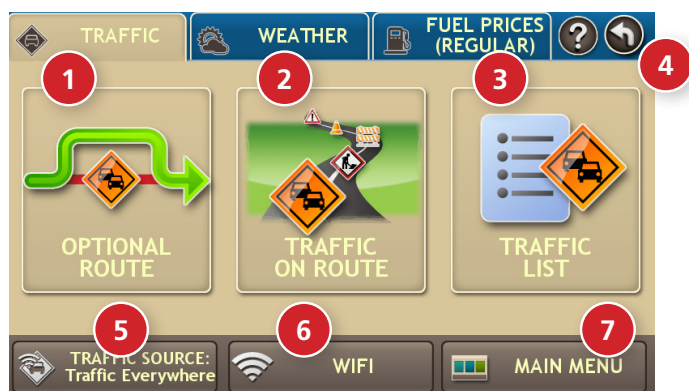 TRAFFIC
WEATHER
FUEL PRICES
(REGULAR)
?
4
1
2
3
OPTIONAL
ROUTE
TRAFFIC
ON ROUTE
TRAFFIC
LIST
5
6
7
TRAFFIC SOURCE:
Traffic Everywhere
WIFI
MAIN MENU